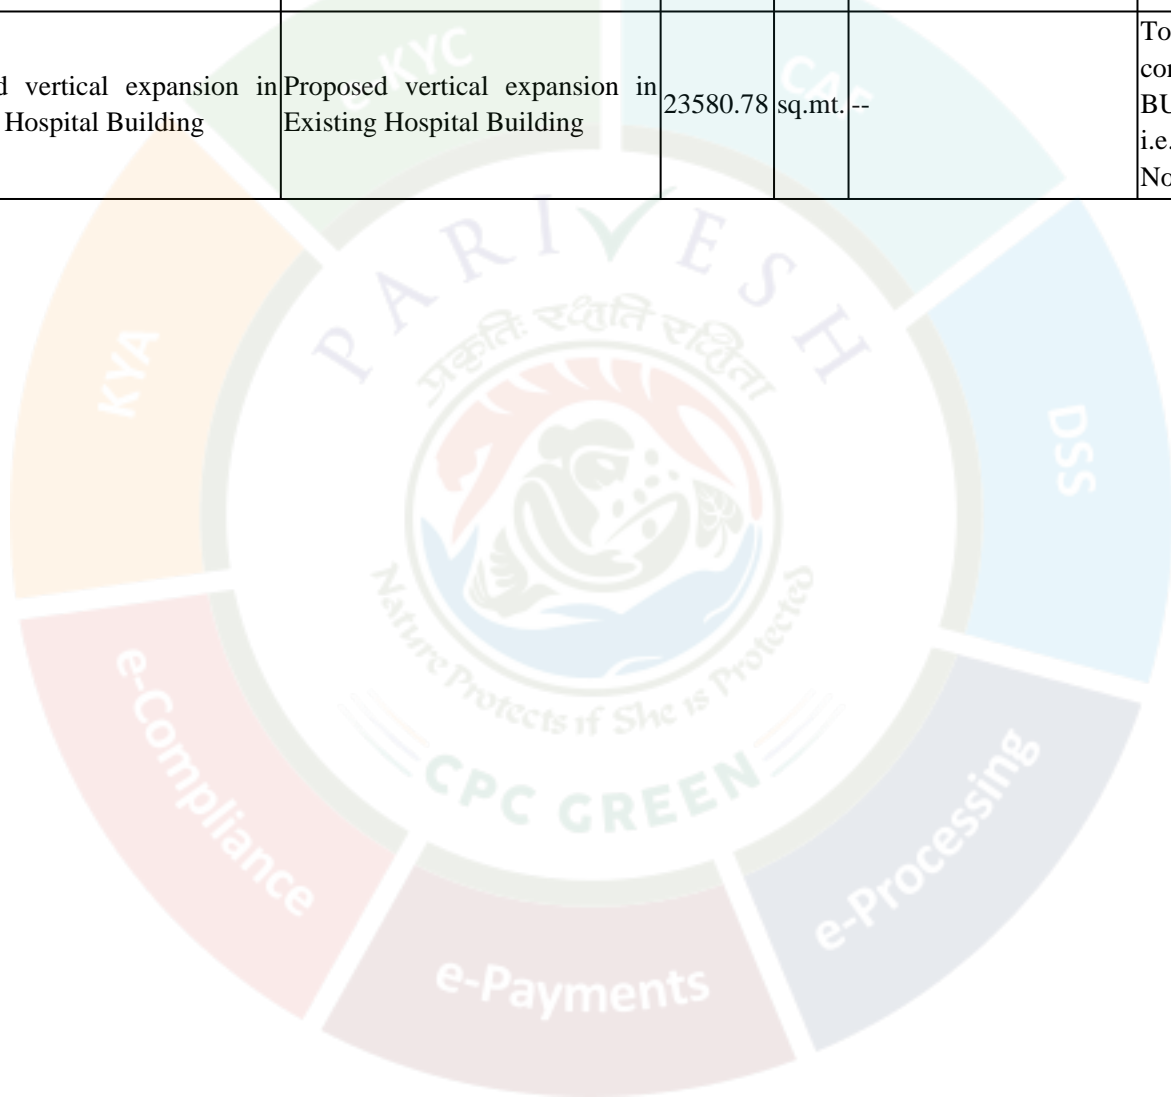 d vertical expansion in
Hospital Building
Proposed vertical expansion in
Existing Hospital Building
23580.78
sq.mt.
--
To
i.e.
No
e-KYC
CAF
KYA
DSS
PARIVESH
प्रकृतिः रक्षति रक्षिता
Nature Protects if She is Protected
CPC GREEN
e-Compliance
e-Processing
e-Payments